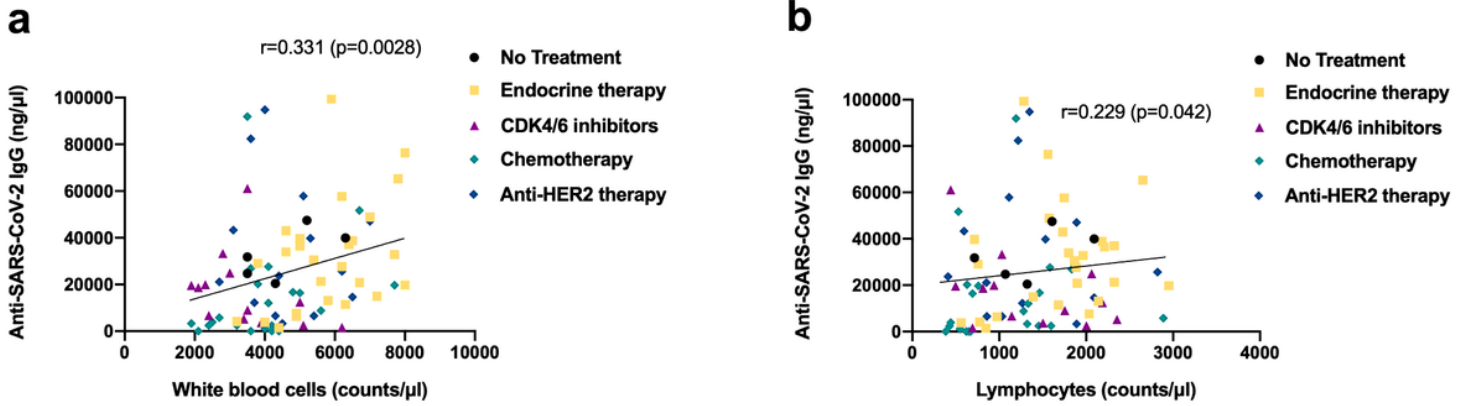 a
r=0.331 (p=0.0028)
No Treatment
Endocrine therapy
CDK4/6 inhibitors
Chemotherapy
Anti-HER2 therapy
Anti-SARS-CoV-2 IgG (ng/µl)
100000
80000
60000
40000
20000
0
0
2000
4000
6000
8000
10000
White blood cells (counts/µl)
b
r=0.229 (p=0.042)
No Treatment
Endocrine therapy
CDK4/6 inhibitors
Chemotherapy
Anti-HER2 therapy
Anti-SARS-CoV-2 IgG (ng/µl)
100000
80000
60000
40000
20000
0
0
1000
2000
3000
4000
Lymphocytes (counts/µl)